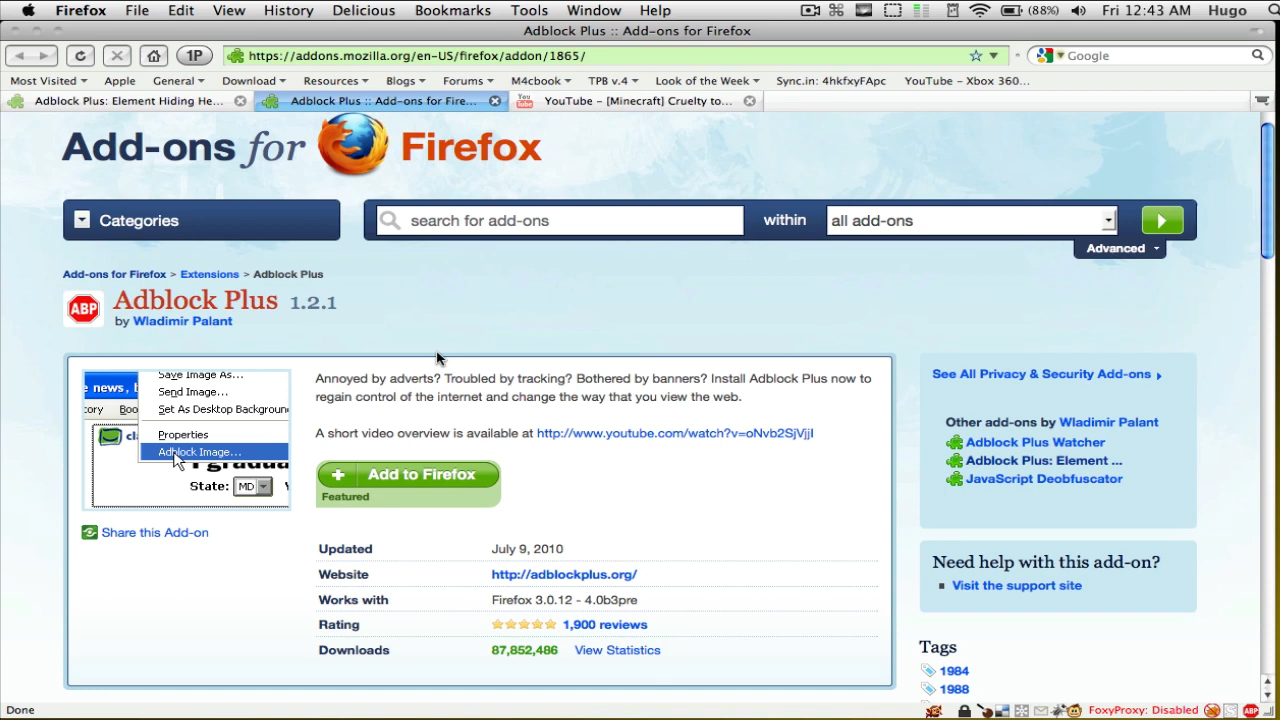 Firefox File Edit View History Delicious Bookmarks Tools Window Help (88%) Fri 12:43 AM Hugo
Adblock Plus :: Add-ons for Firefox
1P https://addons.mozilla.org/en-US/firefox/addon/1865/ Google
Most Visited Apple General Download Resources Blogs Forums M4cbook TPB v.4 Look of the Week Sync.in: 4hkfxyFApc YouTube – Xbox 360...
Adblock Plus: Element Hiding He... Adblock Plus :: Add-ons for Fire... YouTube – [Minecraft] Cruelty to...
Add-ons for Firefox
Categories search for add-ons within all add-ons
Advanced
Add-ons for Firefox > Extensions > Adblock Plus
ABP Adblock Plus 1.2.1
by Wladimir Palant
Save Image As...
e news, b Send Image...
ory Boo Set As Desktop Background
Properties
Adblock Image...
State: MD
Share this Add-on
Annoyed by adverts? Troubled by tracking? Bothered by banners? Install Adblock Plus now to
regain control of the internet and change the way that you view the web.
A short video overview is available at http://www.youtube.com/watch?v=oNvb2SjVjjI
Add to Firefox
Featured
Updated July 9, 2010
Website http://adblockplus.org/
Works with Firefox 3.0.12 - 4.0b3pre
Rating 1,900 reviews
Downloads 87,852,486 View Statistics
See All Privacy & Security Add-ons
Other add-ons by Wladimir Palant
Adblock Plus Watcher
Adblock Plus: Element ...
JavaScript Deobfuscator
Need help with this add-on?
Visit the support site
Tags
1984
1988
Done FoxyProxy: Disabled ABP